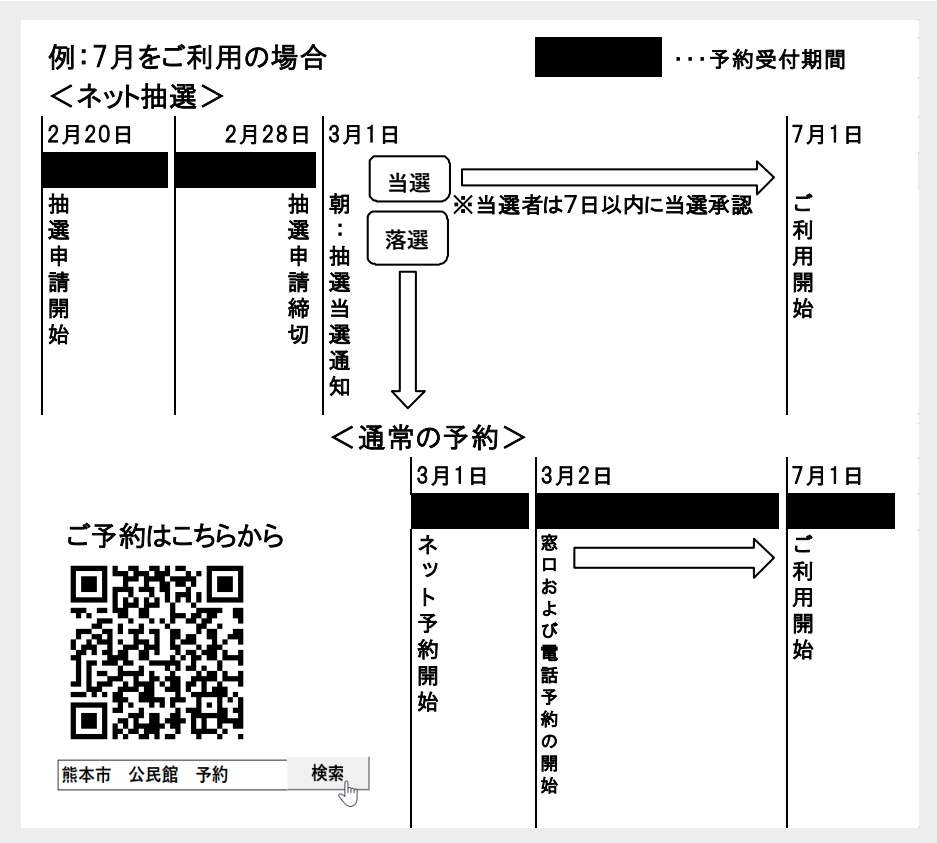 例：7月をご利用の場合
･･･予約受付期間
＜ネット抽選＞
2月20日
2月28日
3月1日
7月1日
抽選申請開始
抽選申請締切
朝：抽選当選通知
当選
※当選者は7日以内に当選承認
落選
ご利用開始
＜通常の予約＞
3月1日
3月2日
7月1日
ネット予約開始
窓口および電話予約の開始
ご利用開始
ご予約はこちらから
熊本市　公民館　予約
検索